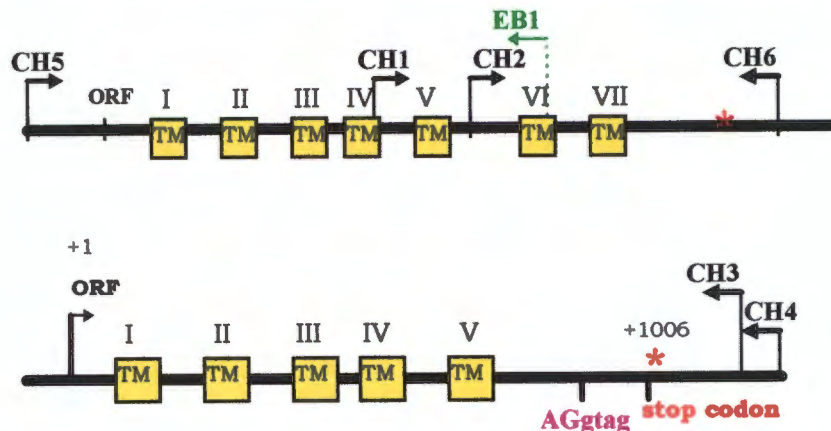 EB1
CH5 CH1 CH2 CH6
ORF I II III IV V VI VII
TM TM TM TM TM TM TM
*
+1
CH3
ORF
CH4
I II III IV V +1006
*
TM TM TM TM TM
AGgtag stop codon